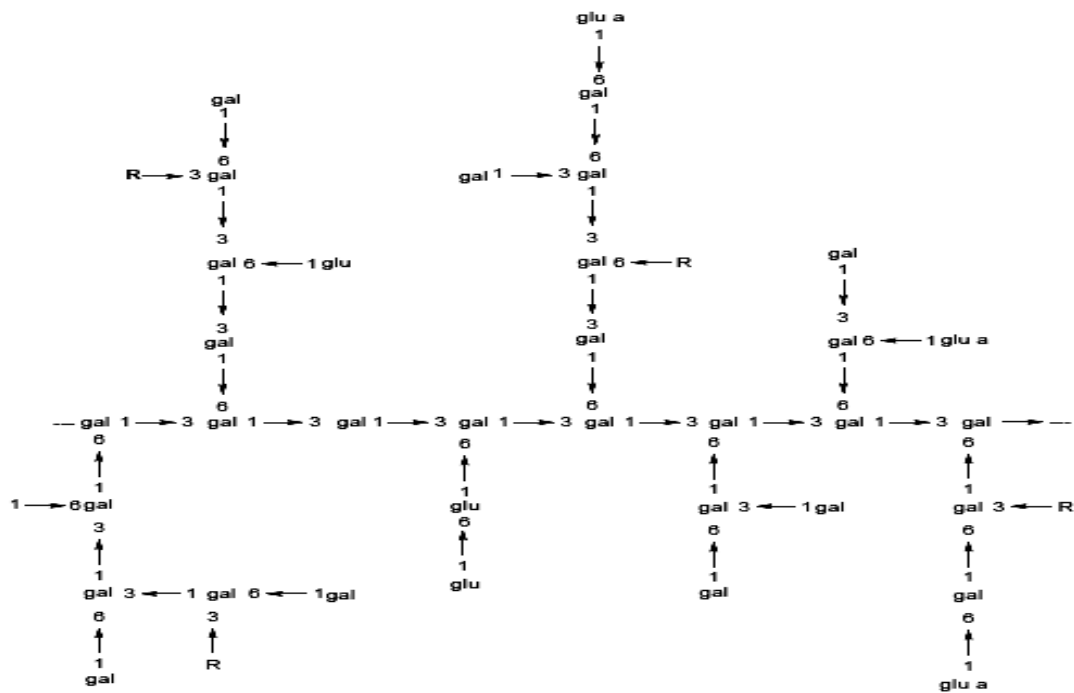 glu a
1
6
gal gal
1 1
6 6
R 3 gal gal 1 3 gal
1 1
3 3
gal 6 1 glu gal 6 R gal
1 1 1
3 3 3
gal gal gal 6 1 glu a
1 1 1
6 6 6
--- gal 1 3 gal 1 3 gal 1 3 gal 1 3 gal 1 3 gal 1 3 gal 1 3 gal ---
6 6 6 6
1 1 1 1
1 6 gal glu gal 3 1 gal gal 3 R
3 6 6 6
1 1 1 1
gal 3 1 gal 6 1 gal glu gal gal
6 3 6
1 R 1
gal glu a